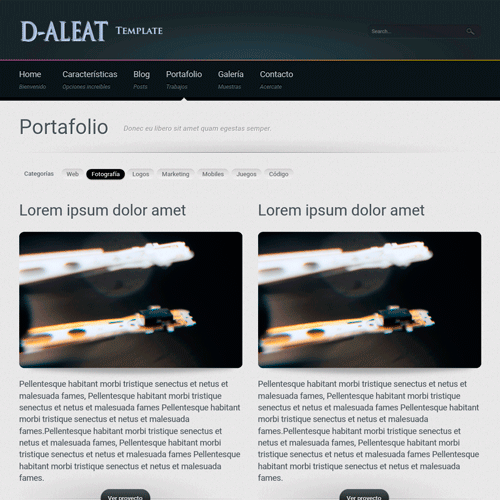 D-ALEAT TEMPLATE
Search...
Home Características Blog Portafolio Galería Contacto
Bienvenido Opciones increíbles Posts Trabajos Muestras Acercate
Portafolio Donec eu libero sit amet quam egestas semper.
Categorías Web Fotografía Logos Marketing Mobiles Juegos Código
Lorem ipsum dolor amet
Pellentesque habitant morbi tristique senectus et netus et
malesuada fames, Pellentesque habitant morbi tristique
senectus et netus et malesuada fames Pellentesque habitant
morbi tristique senectus et netus et malesuada
fames.Pellentesque habitant morbi tristique senectus et
netus et malesuada fames, Pellentesque habitant morbi
tristique senectus et netus et malesuada fames Pellentesque
habitant morbi tristique senectus et netus et malesuada
fames.
Ver proyecto
Lorem ipsum dolor amet
Pellentesque habitant morbi tristique senectus et netus et
malesuada fames, Pellentesque habitant morbi tristique
senectus et netus et malesuada fames Pellentesque habitant
morbi tristique senectus et netus et malesuada
fames.Pellentesque habitant morbi tristique senectus et
netus et malesuada fames, Pellentesque habitant morbi
tristique senectus et netus et malesuada fames Pellentesque
habitant morbi tristique senectus et netus et malesuada
fames.
Ver proyecto